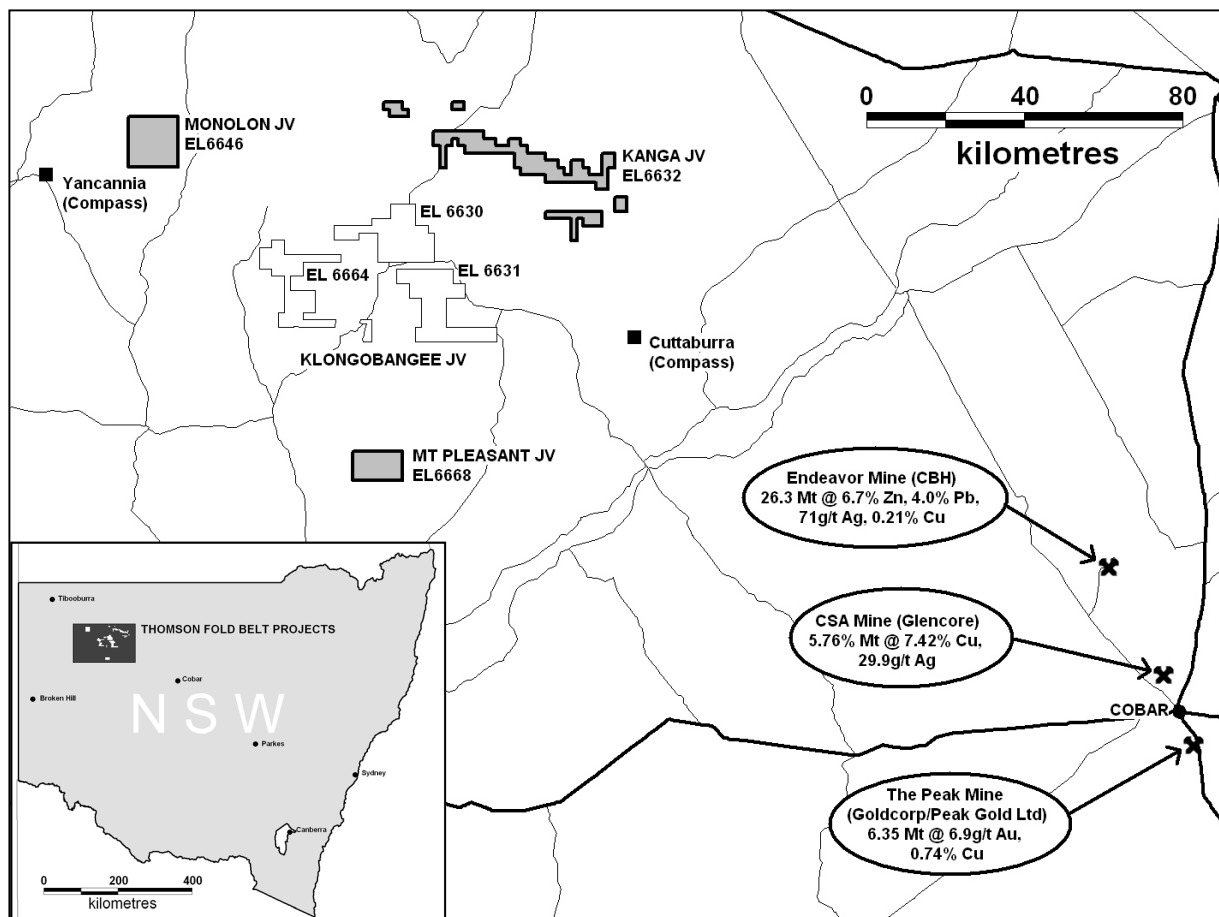 0 40 80
kilometres
MONOLON JV
EL6646
Yancannia
(Compass)
KANGA JV
EL6632
EL 6630
EL 6664
EL 6631
KLONGOBANGEE JV
Cuttaburra
(Compass)
MT PLEASANT JV
EL6668
Endeavor Mine (CBH)
26.3 Mt @ 6.7% Zn, 4.0% Pb,
71g/t Ag, 0.21% Cu
CSA Mine (Glencore)
5.76% Mt @ 7.42% Cu,
29.9g/t Ag
COBAR
The Peak Mine
(Goldcorp/Peak Gold Ltd)
6.35 Mt @ 6.9g/t Au,
0.74% Cu
Tibooburra
THOMSON FOLD BELT PROJECTS
Cobar
Broken Hill
NSW
Parkes
Sydney
Canberra
0 200 400
kilometres